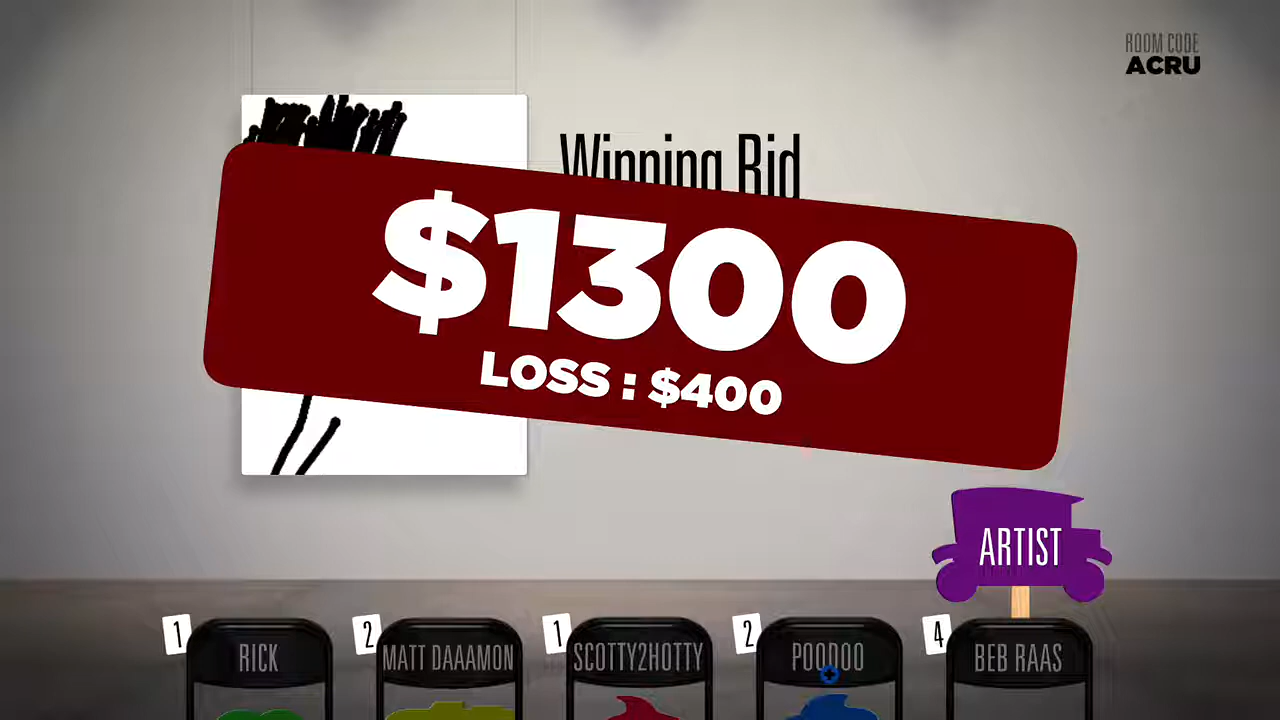 ROOM CODE
ACRU
Winning Bid
$1300
LOSS : $400
ARTIST
1
RICK
2
MATT DAAAMON
1
SCOTTY2HOTTY
2
POODOO
4
BEB RAAS